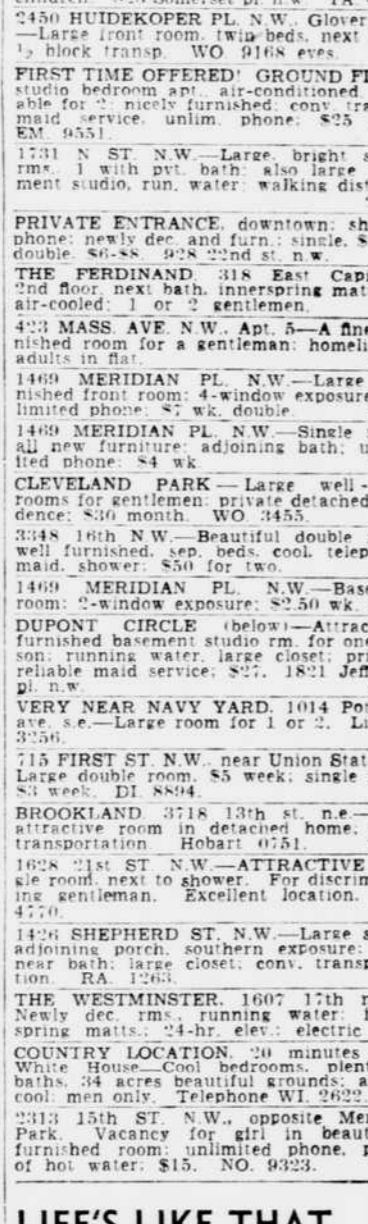 2450 HUIDEKOPER PL. N.W., Glover
—Large front room, twin beds, next
½ block transp. WO. 9168 eves.
FIRST TIME OFFERED! GROUND FL
studio bedroom apt., air-conditioned
able for 2; nicely furnished; conv. tra
maid service, unlim. phone; $25
EM. 9551.
1731 N ST. N.W.—Large, bright s
rms., 1 with pvt. bath; also large
ment studio, run. water; walking dist
PRIVATE ENTRANCE, downtown; sh
phone; newly dec. and furn.; single, $
double, $6-$8. 928 22nd st. n.w.
THE FERDINAND, 318 East Capi
2nd floor, next bath, innerspring mat
air-cooled; 1 or 2 gentlemen.
423 MASS. AVE. N.W., Apt. 5—A fine
nished room for a gentleman; homeli
adults in flat.
1469 MERIDIAN PL. N.W.—Large
nished front room; 4-window exposure
limited phone; $7 wk. double.
1469 MERIDIAN PL. N.W.—Single
all new furniture; adjoining bath; u
ited phone; $4 wk.
CLEVELAND PARK — Large well-
rooms for gentlemen; private detached
dence; $30 month. WO. 3455.
3348 16th N.W.—Beautiful double
well furnished, sep. beds, cool, telep
maid, shower; $50 for two.
1469 MERIDIAN PL. N.W.—Base
room; 2-window exposure; $2.50 wk.
DUPONT CIRCLE (below)—Attrac
furnished basement studio rm. for one
son; running water, large closet; pri
reliable maid service; $27. 1821 Jeff
pl. n.w.
VERY NEAR NAVY YARD, 1014 Pot
ave. s.e.—Large room for 1 or 2. Li
3256.
715 FIRST ST. N.W., near Union Stat
Large double room, $5 week; single
$3 week. DI. 8894.
BROOKLAND, 3718 13th st. n.e.—
attractive room in detached home;
transportation. Hobart 0751.
1628 21st ST. N.W.—ATTRACTIVE
gle room, next to shower. For discrim
ing gentleman. Excellent location.
4770.
1426 SHEPHERD ST. N.W.—Large s
adjoining porch, southern exposure;
near bath; large closet; conv. transp
tion. RA. 1263.
THE WESTMINSTER, 1607 17th n
Newly dec. rms., running water;
spring matts.; 24-hr. elev.; electric
COUNTRY LOCATION, 20 minutes
White House—Cool bedrooms, plent
baths, 34 acres beautiful grounds; a
cool; men only. Telephone WI. 2622.
2313 15th ST. N.W., opposite Mer
Park. Vacancy for girl in beaut
furnished room; unlimited phone, p
of hot water; $15. NO. 9323.
LIFE'S LIKE THAT